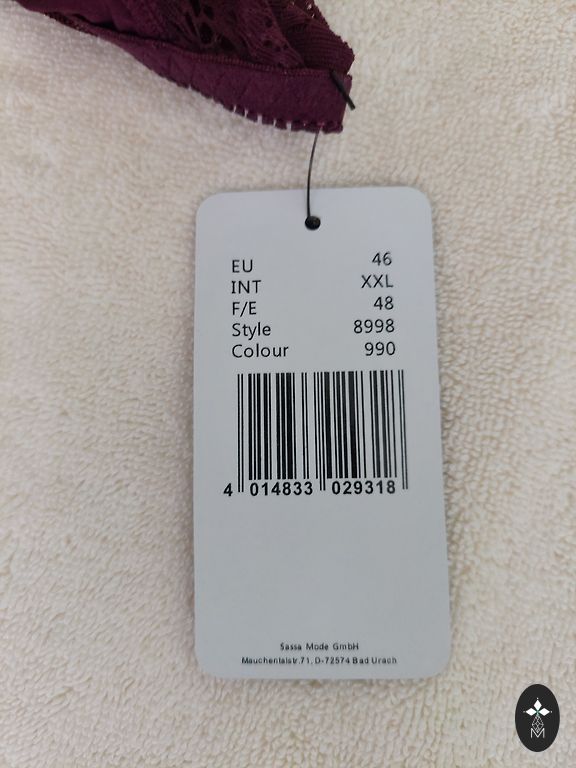 EU 46
INT XXL
F/E 48
Style 8998
Colour 990
4 014833 029318
Sassa Mode GmbH
Mauchentalstr.71, D-72574 Bad Urach
M